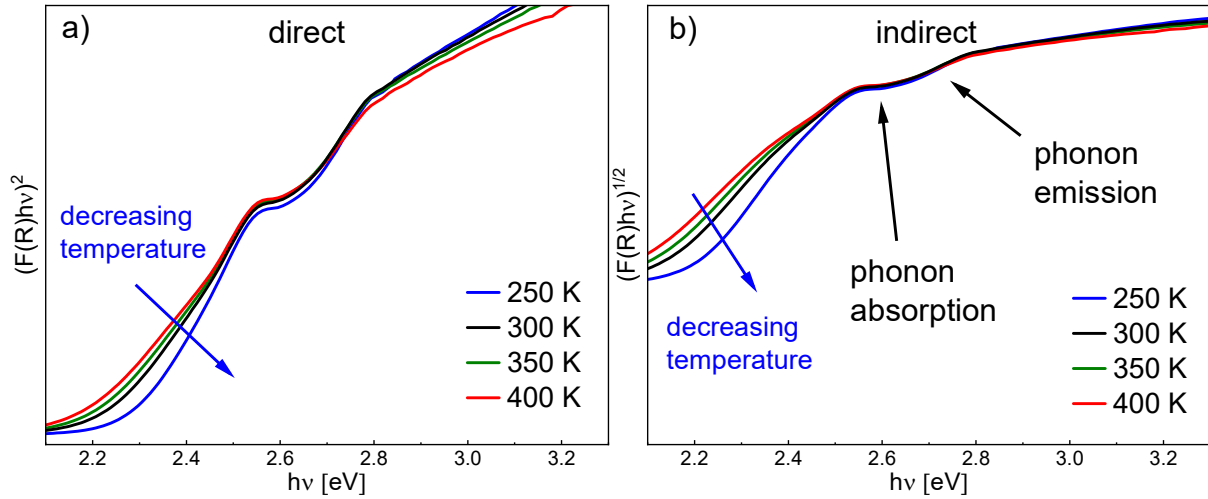 a)
direct
(F(R)hν)²
decreasing
temperature
250 K
300 K
350 K
400 K
2.2
2.4
2.6
2.8
3.0
3.2
hν [eV]
b)
indirect
(F(R)hν)¹/²
phonon
emission
phonon
absorption
decreasing
temperature
250 K
300 K
350 K
400 K
2.2
2.4
2.6
2.8
3.0
3.2
hν [eV]